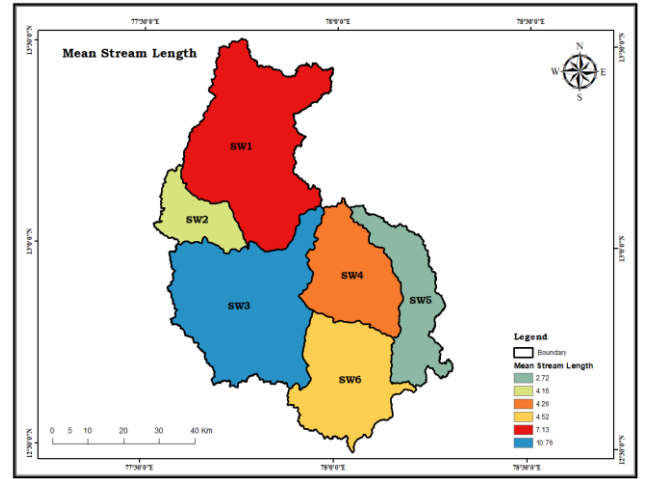 77°30'0"E 78°0'0"E 78°30'0"E
Mean Stream Length
N
W E
S
13°30'0"N 13°30'0"N
SW1
SW2
13°0'0"N 13°0'0"N
SW4
SW3
SW5
SW6
Legend
Boundary
Mean Stream Length
2.72
4.16
4.26
4.52
7.13
10.76
0 5 10 20 30 40 Km
12°30'0"N 12°30'0"N
77°30'0"E 78°0'0"E 78°30'0"E